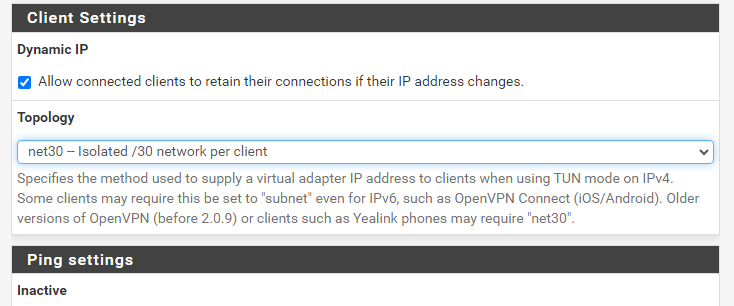 Client Settings
Dynamic IP
Allow connected clients to retain their connections if their IP address changes.
Topology
net30 – Isolated /30 network per client
Specifies the method used to supply a virtual adapter IP address to clients when using TUN mode on IPv4.
Some clients may require this be set to "subnet" even for IPv6, such as OpenVPN Connect (iOS/Android). Older
versions of OpenVPN (before 2.0.9) or clients such as Yealink phones may require "net30".
Ping settings
Inactive